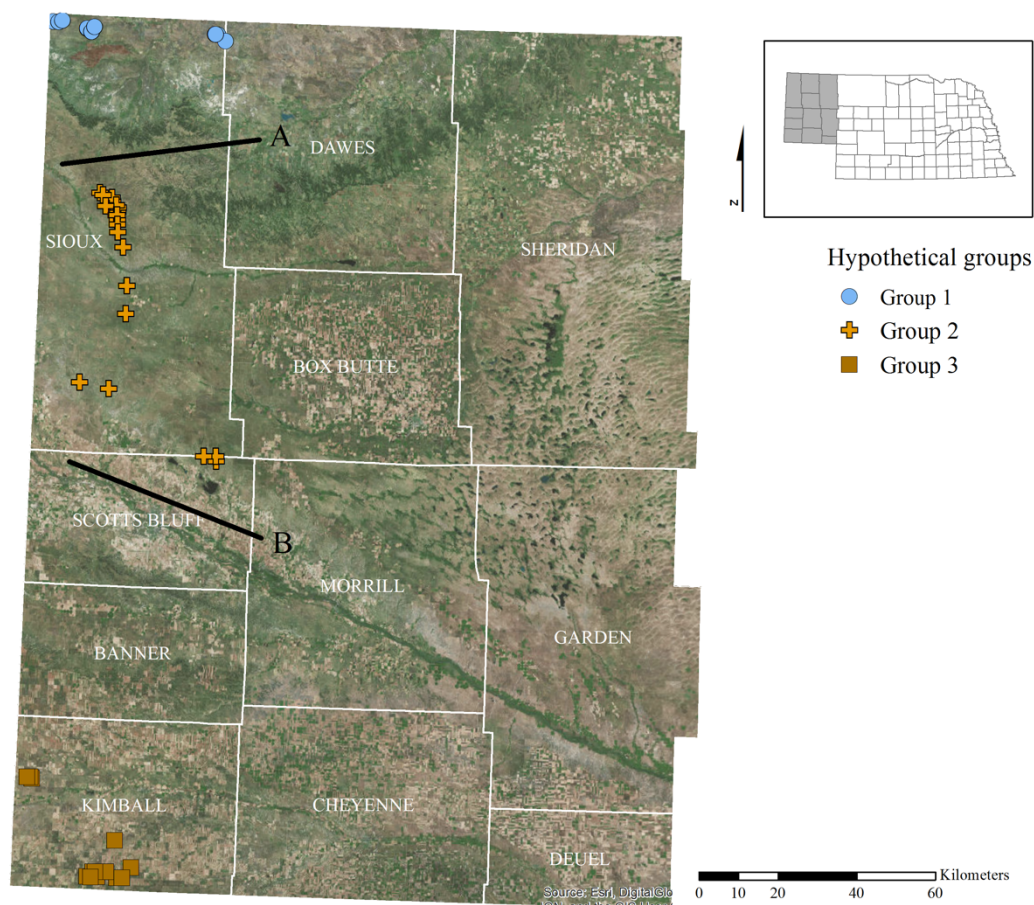 A
DAWES
SIOUX
SHERIDAN
BOX BUTTE
SCOTTS BLUFF
B
MORRILL
BANNER
GARDEN
KIMBALL
CHEYENNE
DEUEL
Source: Esri, DigitalGlo
N
Hypothetical groups
Group 1
Group 2
Group 3
Kilometers
0 10 20 40 60